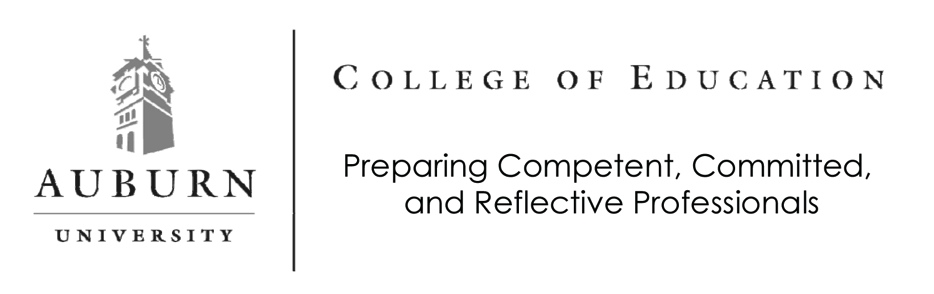 AUBURN
UNIVERSITY
COLLEGE OF EDUCATION
Preparing Competent, Committed,
and Reflective Professionals